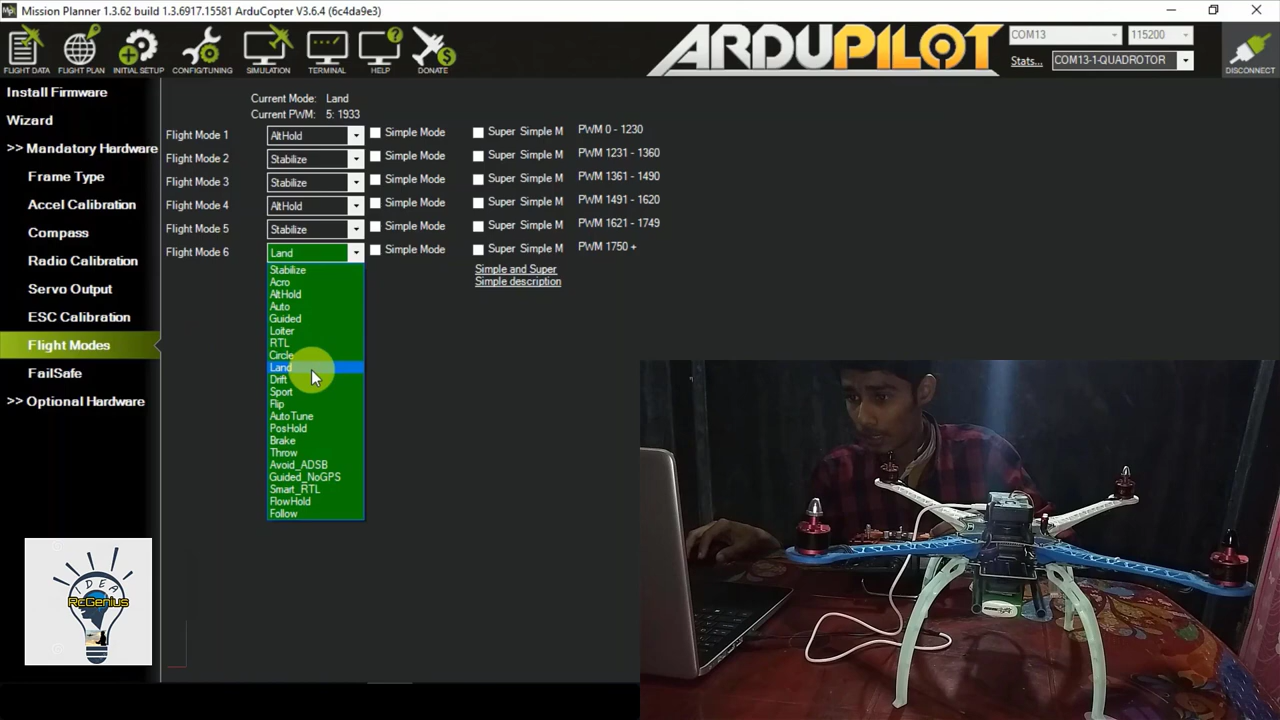 Mission Planner 1.3.62 build 1.3.6917.15581 ArduCopter V3.6.4 (6c4da9e3)
FLIGHT DATA
FLIGHT PLAN
INITIAL SETUP
CONFIG/TUNING
SIMULATION
TERMINAL
HELP
DONATE
ARDUPILOT
COM13
115200
Stats...
COM13-1-QUADROTOR
DISCONNECT
Install Firmware
Wizard
>> Mandatory Hardware
Frame Type
Accel Calibration
Compass
Radio Calibration
Servo Output
ESC Calibration
Flight Modes
FailSafe
>> Optional Hardware
Current Mode: Land
Current PWM: 5: 1933
Flight Mode 1 AltHold Simple Mode Super Simple M PWM 0 - 1230
Flight Mode 2 Stabilize Simple Mode Super Simple M PWM 1231 - 1360
Flight Mode 3 Stabilize Simple Mode Super Simple M PWM 1361 - 1490
Flight Mode 4 AltHold Simple Mode Super Simple M PWM 1491 - 1620
Flight Mode 5 Stabilize Simple Mode Super Simple M PWM 1621 - 1749
Flight Mode 6 Land Simple Mode Super Simple M PWM 1750 +
Simple and Super
Simple description
Stabilize
Acro
AltHold
Auto
Guided
Loiter
RTL
Circle
Land
Drift
Sport
Flip
AutoTune
PosHold
Brake
Throw
Avoid_ADSB
Guided_NoGPS
Smart_RTL
FlowHold
Follow
IDEA
RcGenius